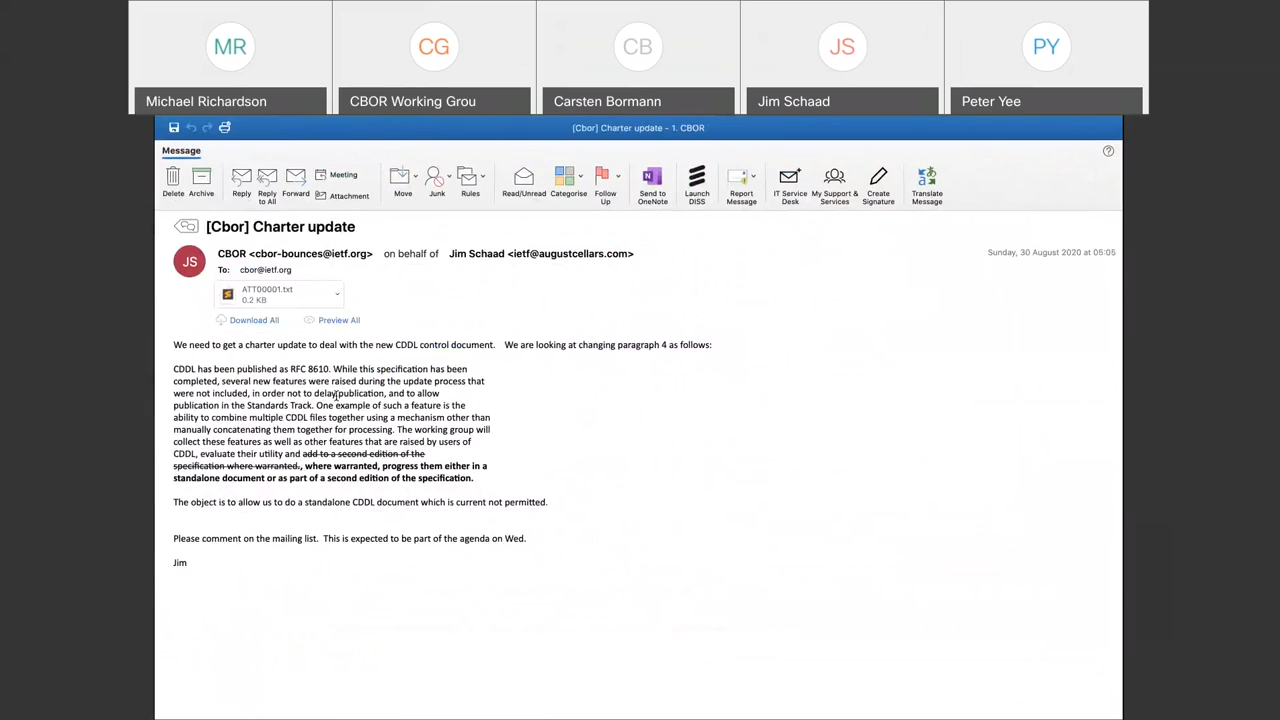 MR
CG
CB
JS
PY
Michael Richardson
CBOR Working Grou
Carsten Bormann
Jim Schaad
Peter Yee
[Cbor] Charter update - 1. CBOR
Message
Delete
Archive
Reply
Reply to All
Forward
Meeting
Attachment
Move
Junk
Rules
Read/Unread
Categorise
Follow Up
Send to OneNote
Launch DISS
Report Message
IT Service Desk
My Support & Services
Create Signature
Translate Message
[Cbor] Charter update
JS
CBOR <cbor-bounces@ietf.org> on behalf of Jim Schaad <ietf@augustcellars.com>
Sunday, 30 August 2020 at 05:05
To: cbor@ietf.org
ATT00001.txt
0.2 KB
Download All
Preview All
We need to get a charter update to deal with the new CDDL control document. We are looking at changing paragraph 4 as follows:
CDDL has been published as RFC 8610. While this specification has been
completed, several new features were raised during the update process that
were not included, in order not to delay publication, and to allow
publication in the Standards Track. One example of such a feature is the
ability to combine multiple CDDL files together using a mechanism other than
manually concatenating them together for processing. The working group will
collect these features as well as other features that are raised by users of
CDDL, evaluate their utility and add to a second edition of the
specification where warranted., where warranted, progress them either in a
standalone document or as part of a second edition of the specification.
The object is to allow us to do a standalone CDDL document which is current not permitted.
Please comment on the mailing list. This is expected to be part of the agenda on Wed.
Jim